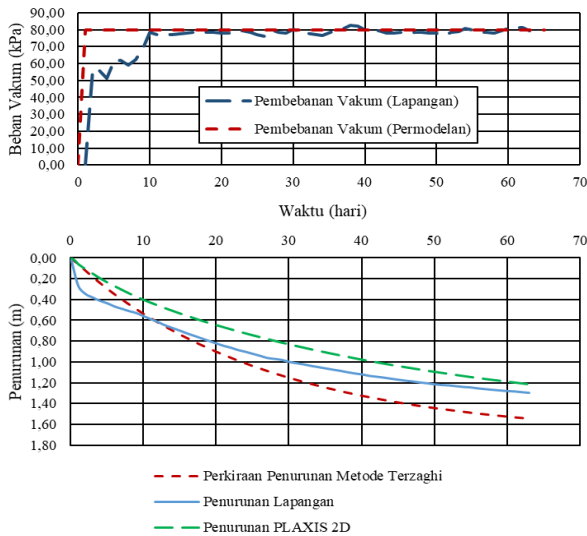 Beban Vakum (kPa)
90,00
80,00
70,00
60,00
50,00
40,00
30,00
20,00
10,00
0,00
Pembebanan Vakum (Lapangan)
Pembebanan Vakum (Permodelan)
0 10 20 30 40 50 60 70
Waktu (hari)
0 10 20 30 40 50 60 70
Penurunan (m)
0,00
0,20
0,40
0,60
0,80
1,00
1,20
1,40
1,60
1,80
Perkiraan Penurunan Metode Terzaghi
Penurunan Lapangan
Penurunan PLAXIS 2D